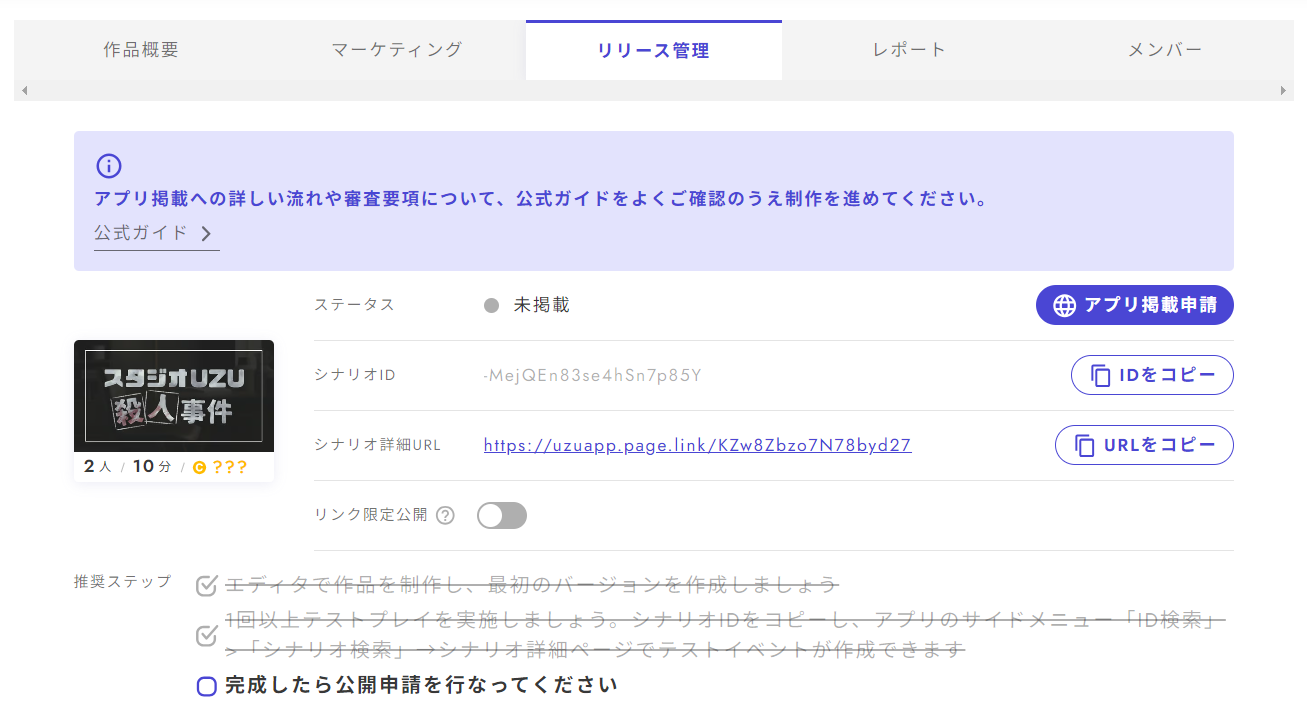 作品概要
マーケティング
リリース管理
レポート
メンバー
アプリ掲載への詳しい流れや審査要項について、公式ガイドをよくご確認のうえ制作を進めてください。
公式ガイド
ステータス
未掲載
アプリ掲載申請
スタジオUZU
殺人事件
2人 / 10分 / C ???
シナリオID
-MejQEn83se4hSn7p85Y
IDをコピー
シナリオ詳細URL
https://uzuapp.page.link/KZw8Zbzo7N78byd27
URLをコピー
リンク限定公開 ?
推奨ステップ
エディタで作品を制作し、最初のバージョンを作成しましょう
1回以上テストプレイを実施しましょう。シナリオIDをコピーし、アプリのサイドメニュー「ID検索」
>「シナリオ検索」→シナリオ詳細ページでテストイベントが作成できます
完成したら公開申請を行なってください